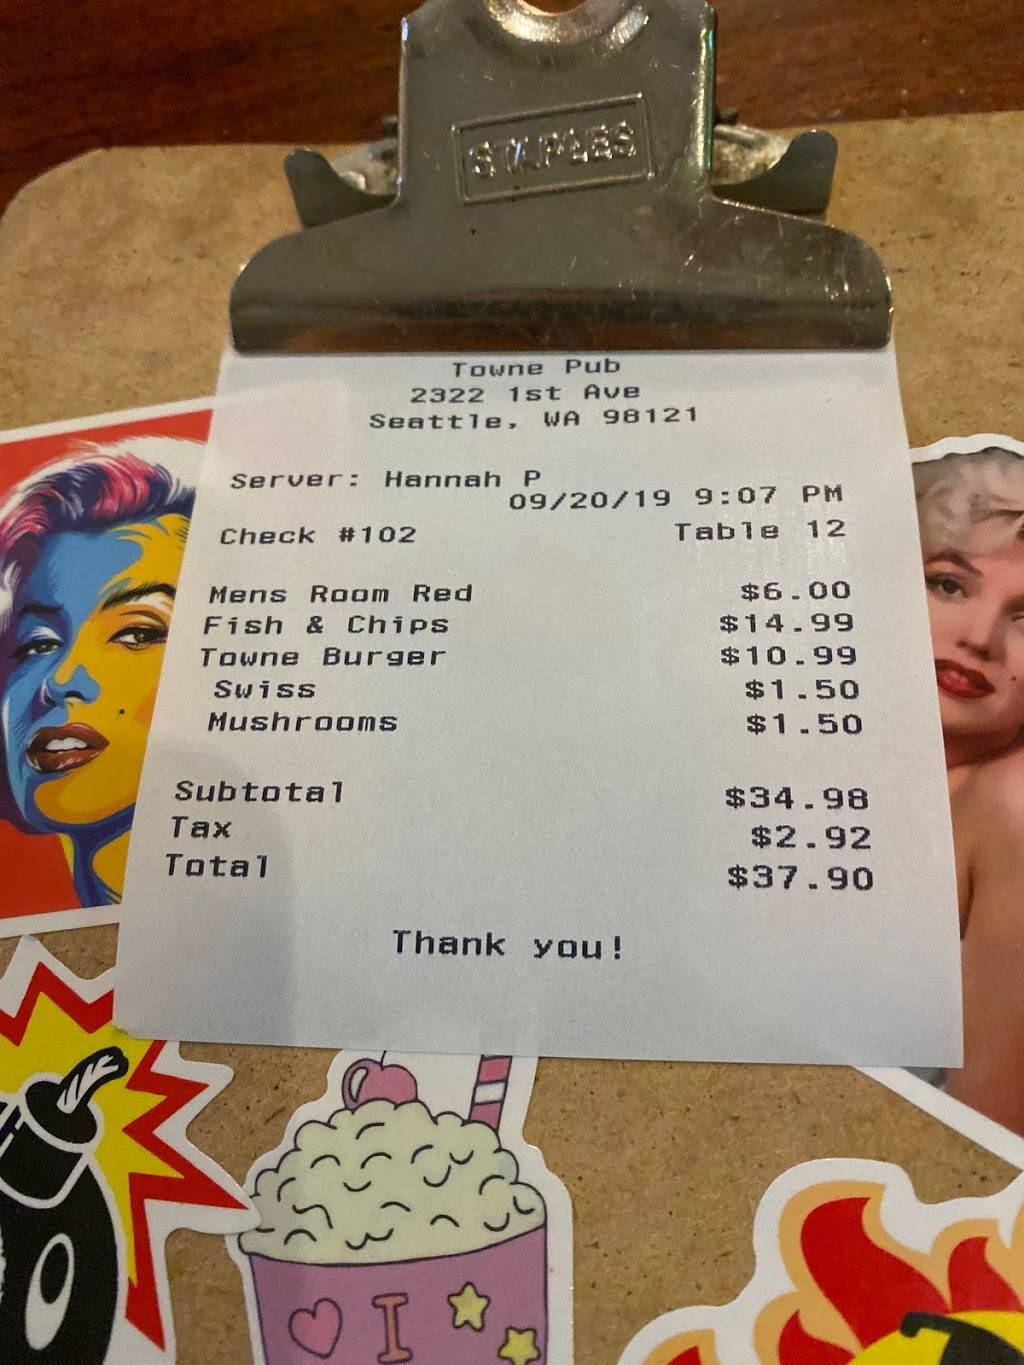 STAPLES
Towne Pub
2322 1st Ave
Seattle, WA 98121
Server: Hannah P
09/20/19 9:07 PM
Check #102 Table 12
Mens Room Red $6.00
Fish & Chips $14.99
Towne Burger $10.99
Swiss $1.50
Mushrooms $1.50
Subtotal $34.98
Tax $2.92
Total $37.90
Thank you!
I